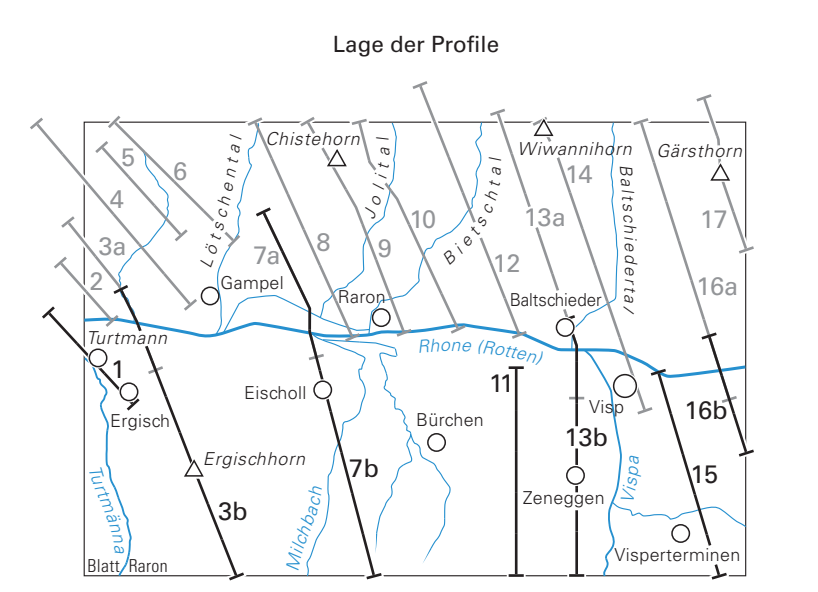 Lage der Profile
Chistehorn
Wiwannihorn
Gärsthorn
5
6
4
Lötschental
Jolital
Bietschtal
14
Baltschiedertal
3a
7a
8
9
10
13a
17
2
12
16a
Gampel
Raron
Baltschieder
Turtmann
Rhone (Rotten)
1
Ergisch
Eischoll
11
Visp
16b
Bürchen
13b
Ergischhorn
7b
Vispa
15
Turtmänna
3b
Milchbach
Zeneggen
Visperterminen
Blatt Raron